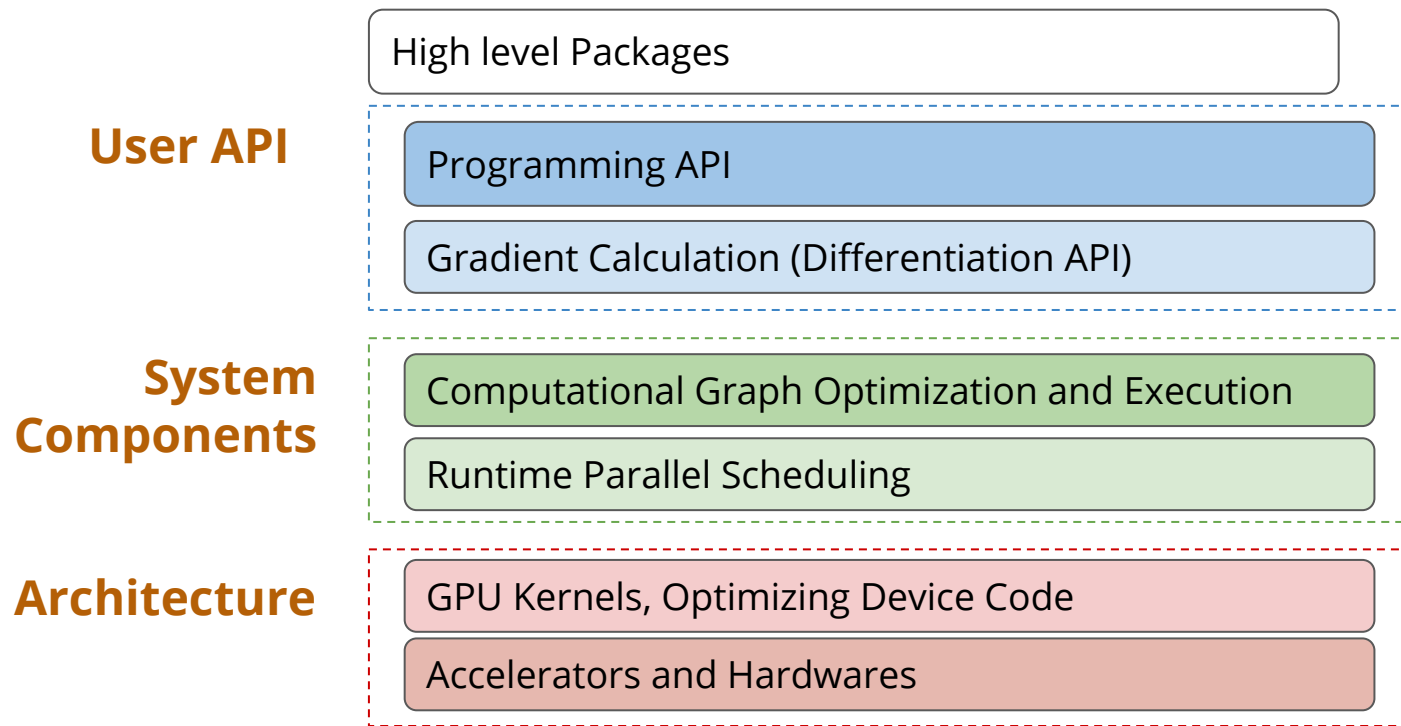 High level Packages
User API
Programming API
Gradient Calculation (Differentiation API)
System
Components
Computational Graph Optimization and Execution
Runtime Parallel Scheduling
Architecture
GPU Kernels, Optimizing Device Code
Accelerators and Hardwares